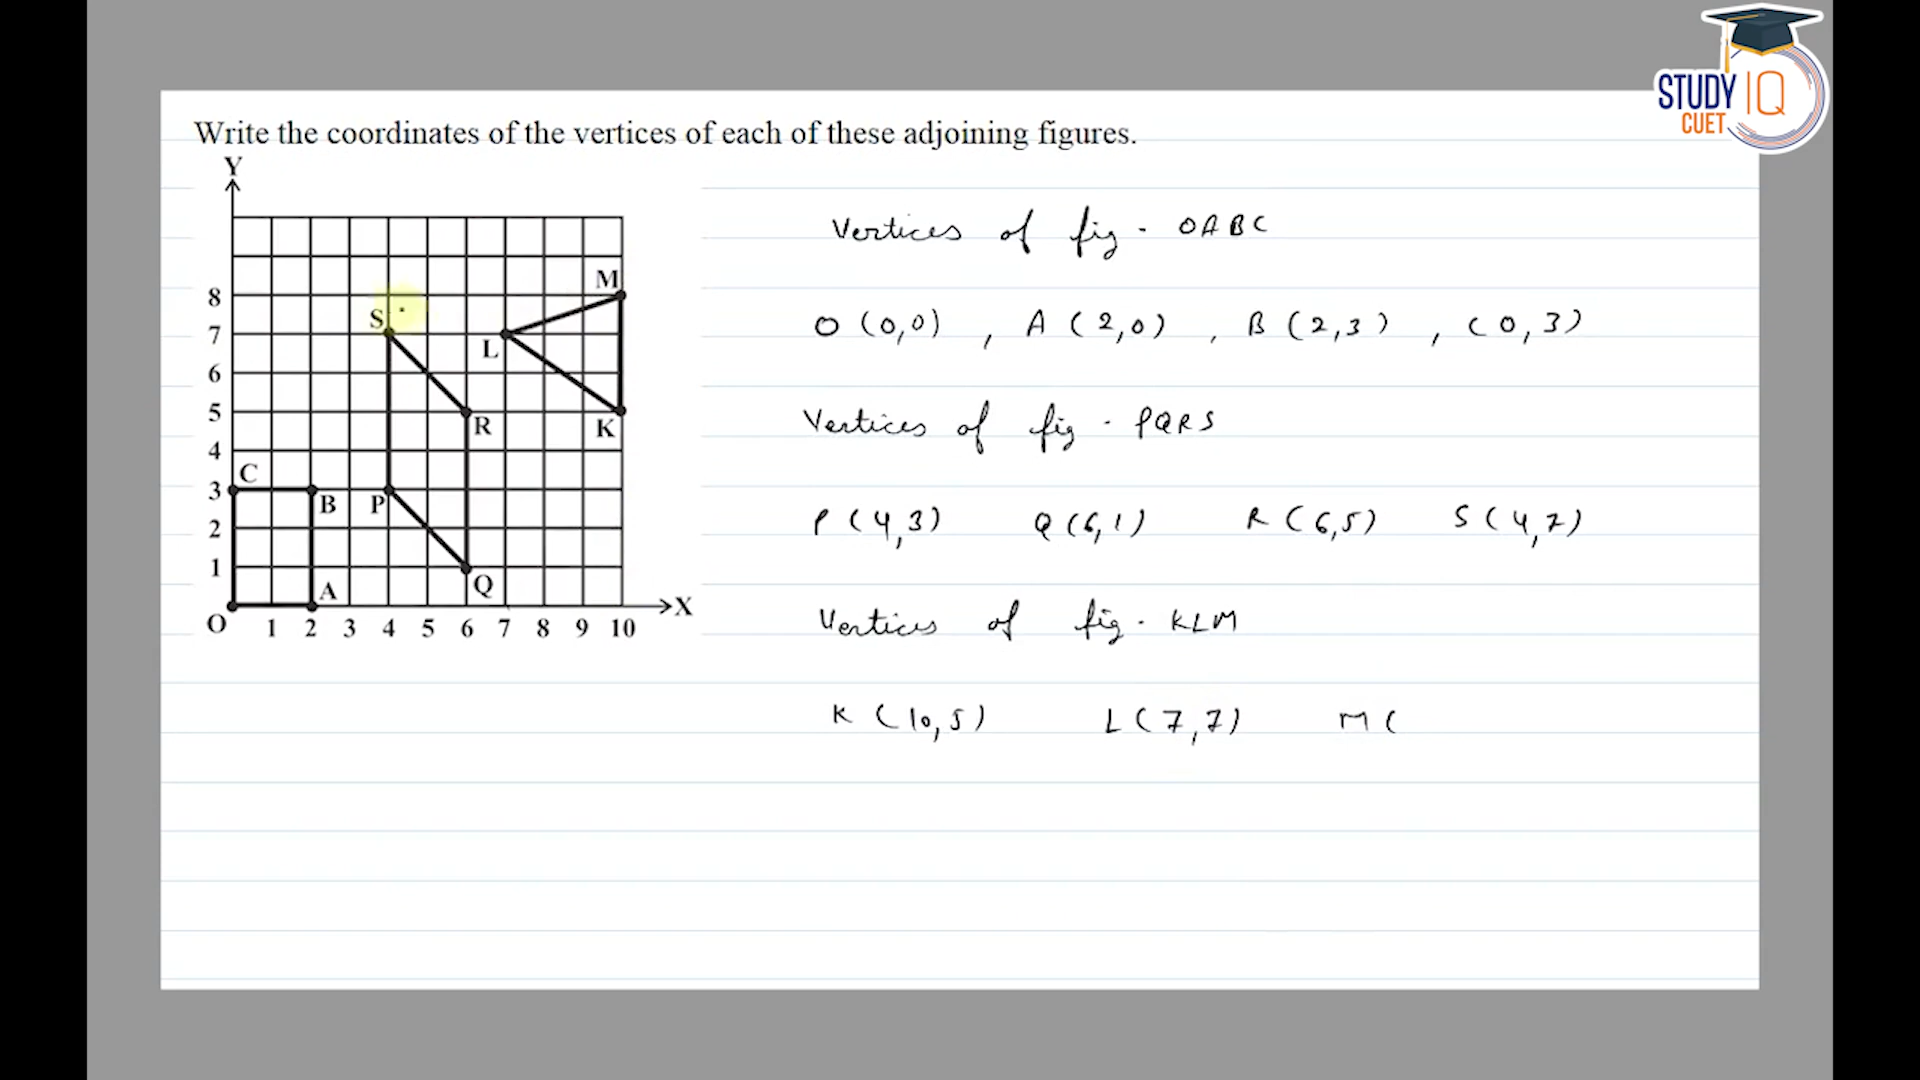 STUDY IQ
CUET
Write the coordinates of the vertices of each of these adjoining figures.
Y
8
7
6
5
4
3
2
1
O
1 2 3 4 5 6 7 8 9 10
X
S
M
L
R
K
C
B
P
A
Q
Vertices of fig. OABC
O (0,0) , A (2,0) , B (2,3) , C 0, 3)
Vertices of fig. PQRS
P (4,3) Q (6,1) R (6,5) S (4,7)
Vertices of fig. KLM
K (10,5) L (7,7) M (